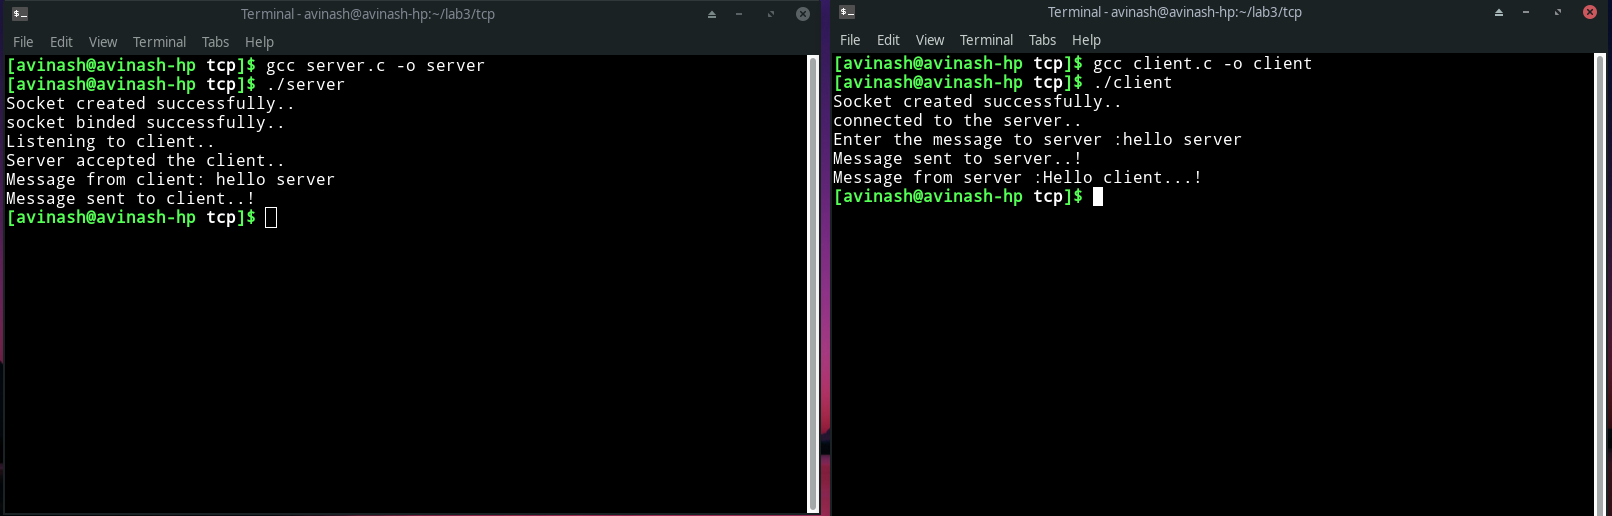 Terminal - avinash@avinash-hp:~/lab3/tcp
File Edit View Terminal Tabs Help
[avinash@avinash-hp tcp]$ gcc server.c -o server
[avinash@avinash-hp tcp]$ ./server
Socket created successfully..
socket binded successfully..
Listening to client..
Server accepted the client..
Message from client: hello server
Message sent to client..!
[avinash@avinash-hp tcp]$
Terminal - avinash@avinash-hp:~/lab3/tcp
File Edit View Terminal Tabs Help
[avinash@avinash-hp tcp]$ gcc client.c -o client
[avinash@avinash-hp tcp]$ ./client
Socket created successfully..
connected to the server..
Enter the message to server :hello server
Message sent to server..!
Message from server :Hello client...!
[avinash@avinash-hp tcp]$